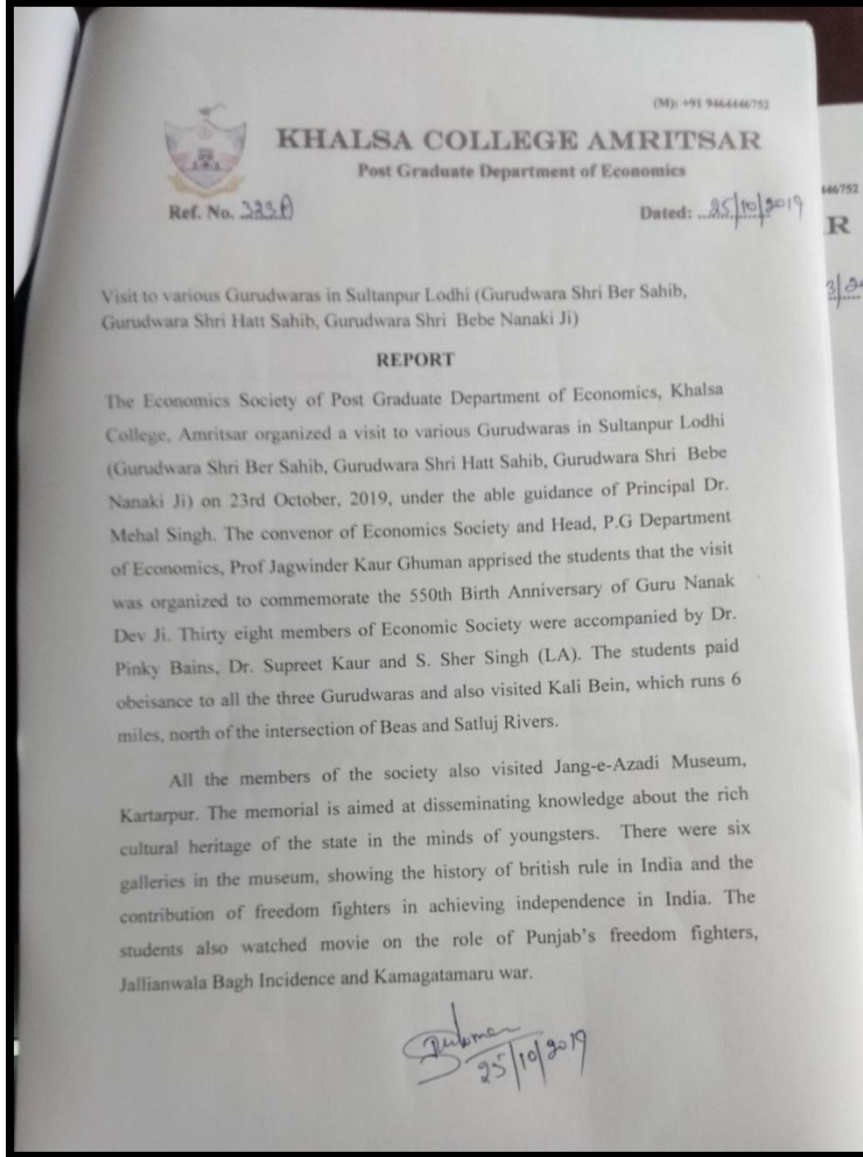 (M): +91 9464446752
KHALSA COLLEGE AMRITSAR
Post Graduate Department of Economics
Ref. No. 323A
Dated: 25/10/2019
646752
R
3/20
Visit to various Gurudwaras in Sultanpur Lodhi (Gurudwara Shri Ber Sahib,
Gurudwara Shri Hatt Sahib, Gurudwara Shri Bebe Nanaki Ji)
REPORT
The Economics Society of Post Graduate Department of Economics, Khalsa
College, Amritsar organized a visit to various Gurudwaras in Sultanpur Lodhi
(Gurudwara Shri Ber Sahib, Gurudwara Shri Hatt Sahib, Gurudwara Shri Bebe
Nanaki Ji) on 23rd October, 2019, under the able guidance of Principal Dr.
Mehal Singh. The convenor of Economics Society and Head, P.G Department
of Economics, Prof Jagwinder Kaur Ghuman apprised the students that the visit
was organized to commemorate the 550th Birth Anniversary of Guru Nanak
Dev Ji. Thirty eight members of Economic Society were accompanied by Dr.
Pinky Bains, Dr. Supreet Kaur and S. Sher Singh (LA). The students paid
obeisance to all the three Gurudwaras and also visited Kali Bein, which runs 6
miles, north of the intersection of Beas and Satluj Rivers.
All the members of the society also visited Jang-e-Azadi Museum,
Kartarpur. The memorial is aimed at disseminating knowledge about the rich
cultural heritage of the state in the minds of youngsters. There were six
galleries in the museum, showing the history of british rule in India and the
contribution of freedom fighters in achieving independence in India. The
students also watched movie on the role of Punjab's freedom fighters,
Jallianwala Bagh Incidence and Kamagatamaru war.
25/10/2019